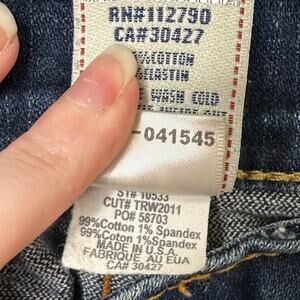 RN#112790
CA#30427
COTTON
ELASTIN
WASH COLD
-041545
ST# 10533
CUT# TRW2011
PO# 58703
99%Cotton 1% Spandex
99%Coton 1% Spandex
MADE IN U.S.A
FABRIQUE AU EUA
CA# 30427